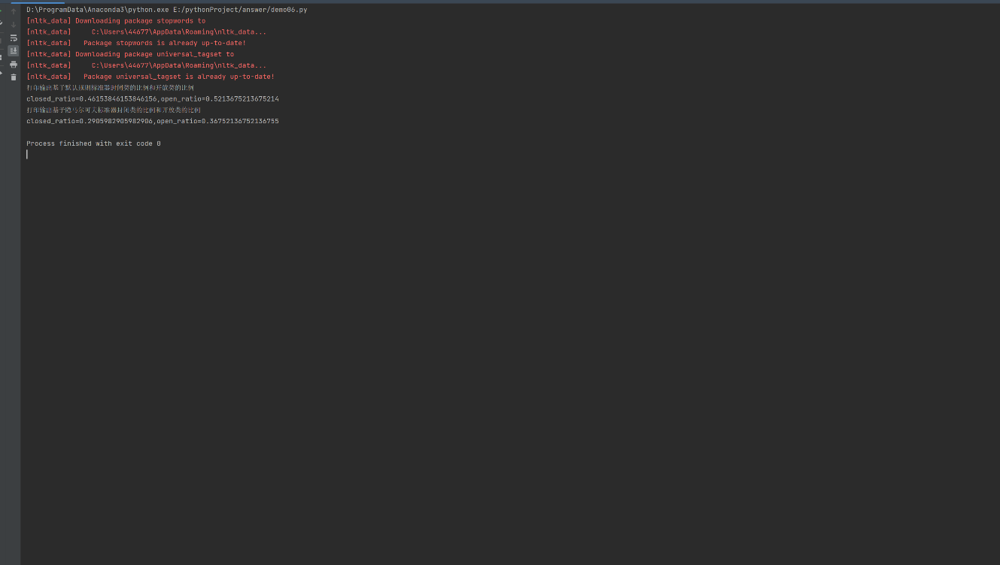 D:\ProgramData\Anaconda3\python.exe E:/pythonProject/answer/demo06.py
[nltk_data] Downloading package stopwords to
[nltk_data]     C:\Users\44677\AppData\Roaming\nltk_data...
[nltk_data]   Package stopwords is already up-to-date!
[nltk_data] Downloading package universal_tagset to
[nltk_data]     C:\Users\44677\AppData\Roaming\nltk_data...
[nltk_data]   Package universal_tagset is already up-to-date!
打印输出基于默认规则标准器封闭类的比例和开放类的比例
closed_ratio=0.46153846153846156,open_ratio=0.5213675213675214
打印输出基于隐马尔可夫标准器封闭类的比例和开放类的比例
closed_ratio=0.2905982905982906,open_ratio=0.36752136752136755
Process finished with exit code 0